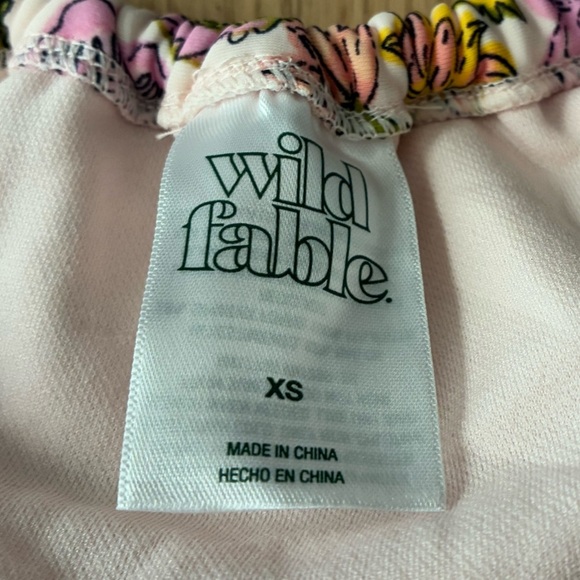 wild
fable.
XS
MADE IN CHINA
HECHO EN CHINA